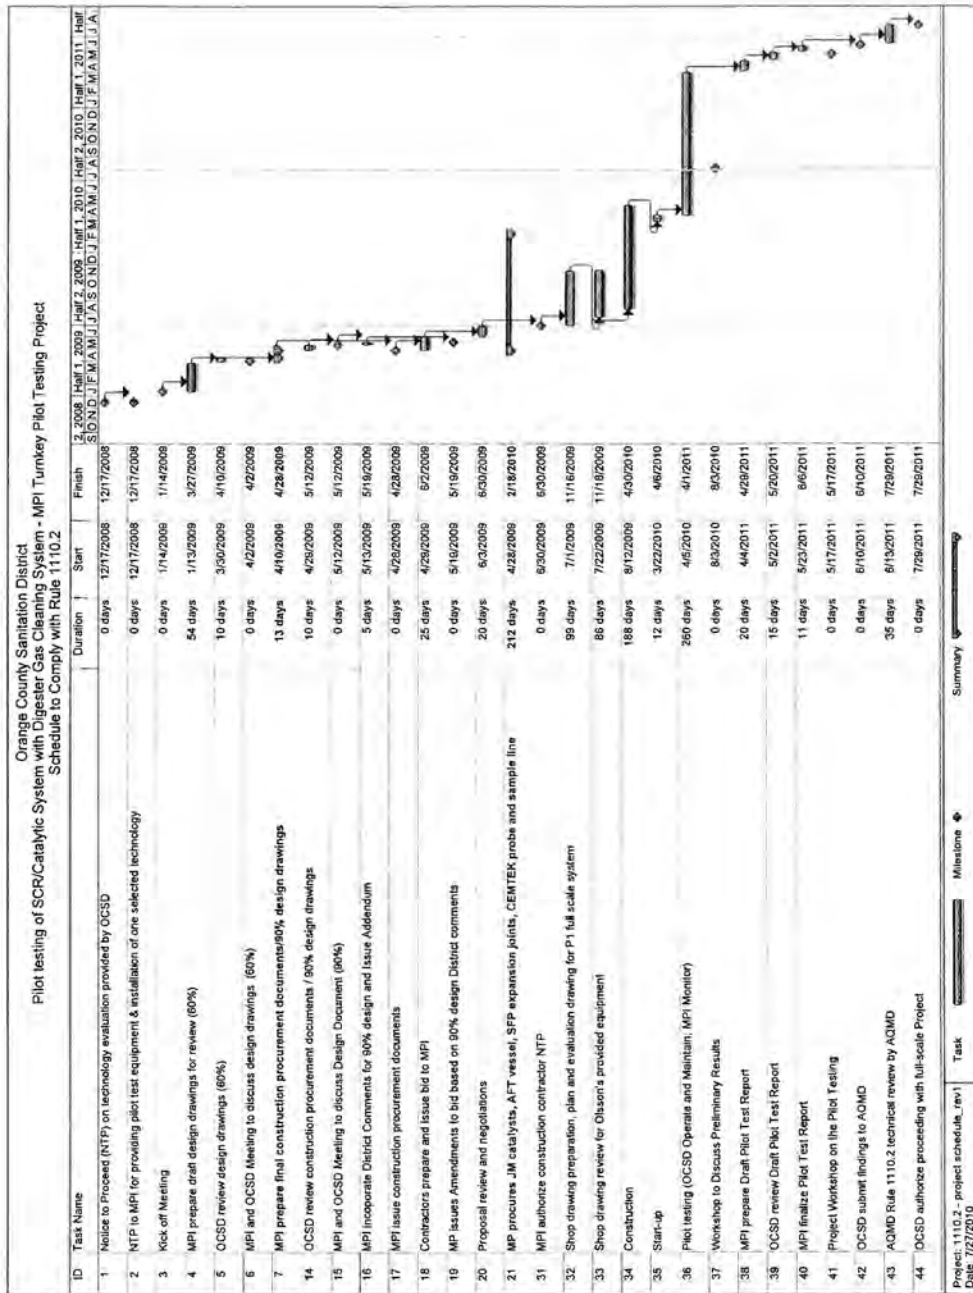 Orange County Sanitation District
Pilot testing of SCR/Catalytic System with Digester Gas Cleaning System - MPI Turnkey Pilot Testing Project
Schedule to Comply with Rule 1110.2
ID Task Name Duration Start Finish
2, 2008 Half 1, 2009 Half 2, 2009 Half 1, 2010 Half 2, 2010 Half 1, 2011 Half
S O N D J F M A M J J A S O N D J F M A M J J A S O N D J F M A M J J A
1 Notice to Proceed (NTP) on technology evaluation provided by OCSD 0 days 12/17/2008 12/17/2008
2 NTP to MPI for providing pilot test equipment & installation of one selected technology 0 days 12/17/2008 12/17/2008
3 Kick off Meeting 0 days 1/14/2009 1/14/2009
4 MPI prepare draft design drawings for review (60%) 54 days 1/13/2009 3/27/2009
5 OCSD review design drawings (60%) 10 days 3/30/2009 4/10/2009
6 MPI and OCSD Meeting to discuss design drawings (60%) 0 days 4/22/2009 4/22/2009
7 MPI prepare final construction procurement documents/90% design drawings 13 days 4/10/2009 4/28/2009
14 OCSD review construction procurement documents / 90% design drawings 10 days 4/29/2009 5/12/2009
15 MPI and OCSD Meeting to discuss Design Document (90%) 0 days 5/12/2009 5/12/2009
16 MPI incorporate District Comments for 90% design and Issue Addendum 5 days 5/13/2009 5/19/2009
17 MPI issue construction procurement documents 0 days 4/28/2009 4/28/2009
18 Contractors prepare and issue bid to MPI 25 days 4/29/2009 6/2/2009
19 MP Issues Amendments to bid based on 90% design District comments 0 days 5/19/2009 5/19/2009
20 Proposal review and negotiations 20 days 6/3/2009 6/30/2009
21 MP procures JM catalysts, AFT vessel, SFP expansion joints, CEMTEK probe and sample line 212 days 4/28/2009 2/18/2010
31 MPI authorize construction contractor NTP 0 days 6/30/2009 6/30/2009
32 Shop drawing preparation, plan and evaluation drawing for P1 full scale system 99 days 7/1/2009 11/16/2009
33 Shop drawing review for Olsson's provided equipment 86 days 7/22/2009 11/18/2009
34 Construction 188 days 8/12/2009 4/30/2010
35 Start-up 12 days 3/22/2010 4/6/2010
36 Pilot testing (OCSD Operate and Maintain, MPI Monitor) 260 days 4/5/2010 4/1/2011
37 Workshop to Discuss Preliminary Results 0 days 8/3/2010 8/3/2010
38 MPI prepare Draft Pilot Test Report 20 days 4/4/2011 4/29/2011
39 OCSD review Draft Pilot Test Report 15 days 5/2/2011 5/20/2011
40 MPI finalize Pilot Test Report 11 days 5/23/2011 6/6/2011
41 Project Workshop on the Pilot Testing 0 days 5/17/2011 5/17/2011
42 OCSD submit findings to AQMD 0 days 6/10/2011 6/10/2011
43 AQMD Rule 1110.2 technical review by AQMD 35 days 6/13/2011 7/29/2011
44 OCSD authorize proceeding with full-scale Project 0 days 7/29/2011 7/29/2011
Project: 1110.2 - project schedule_rev1
Date: 7/27/2010
Task Milestone Summary